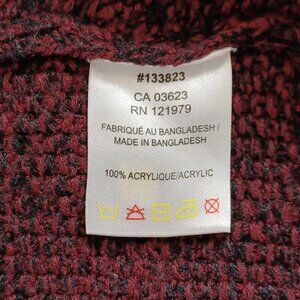 #133823
CA 03623
RN 121979
FABRIQUÉ AU BANGLADESH /
MADE IN BANGLADESH
100% ACRYLIQUE/ACRYLIC